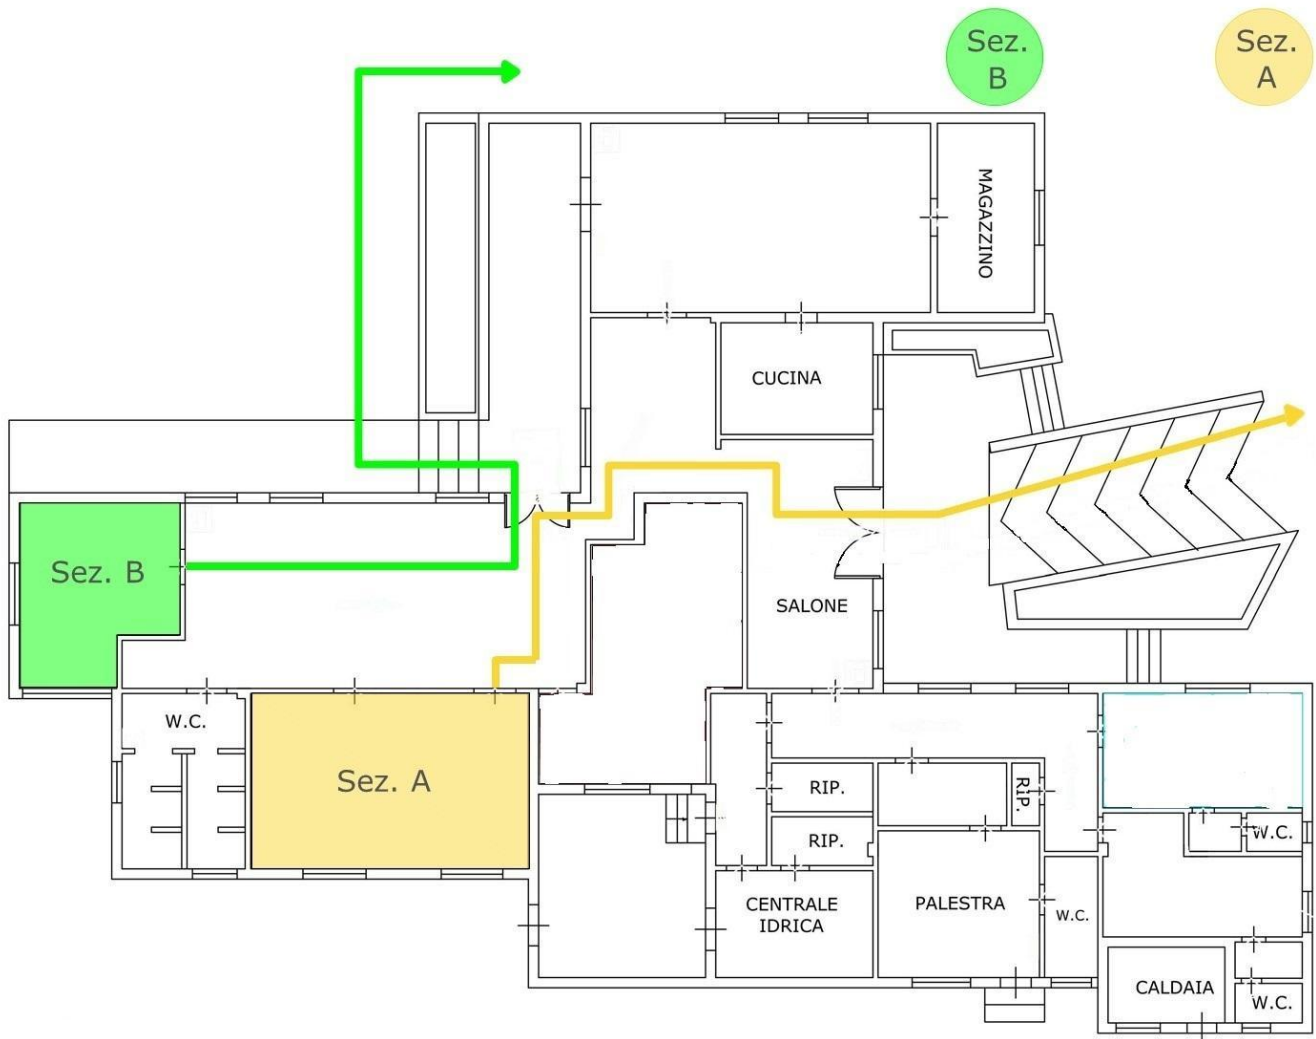 Sez.
B
Sez.
A
MAGAZZINO
CUCINA
Sez. B
SALONE
W.C.
Sez. A
RIP.
RIP.
RIP.
W.C.
CENTRALE
IDRICA
PALESTRA
W.C.
CALDAIA
W.C.